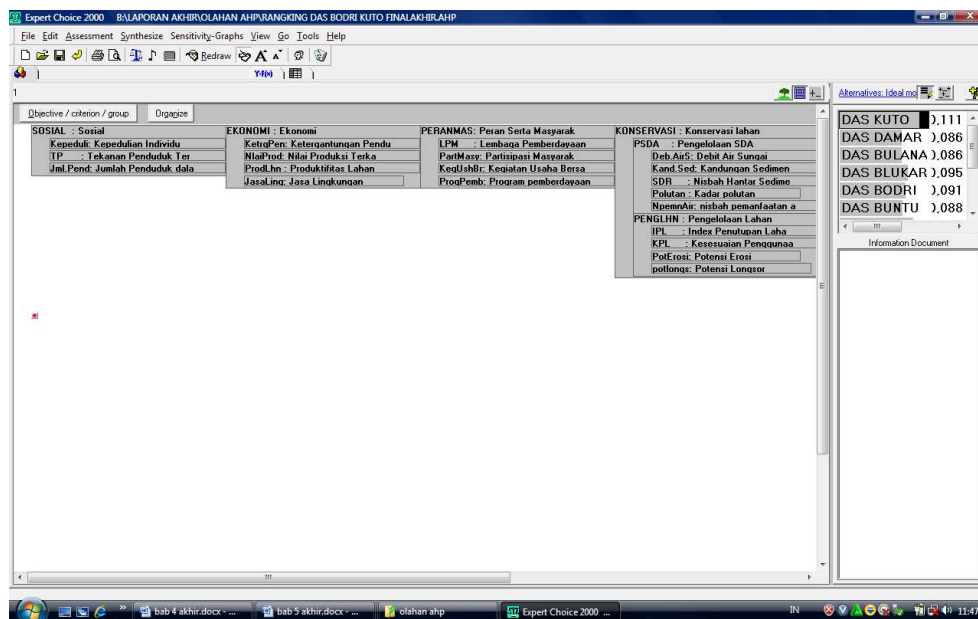 Expert Choice 2000 B:\LAPORAN AKHIR\OLAHAN AHP\RANGKING DAS BODRI KUTO FINALAKHIR.AHP
File Edit Assessment Synthesize Sensitivity-Graphs View Go Tools Help
Redraw A A
Y=f(x)
1
Alternatives: Ideal mo
Objective / criterion / group Organize
SOSIAL : Sosial
Kepeduli: Kepedulian Individu
TP : Tekanan Penduduk Ter
Jml.Pend: Jumlah Penduduk dala
EKONOMI : Ekonomi
KetrgPen: Ketergantungan Pendu
NlaiProd: Nilai Produksi Terka
ProdLhn : Produktifitas Lahan
JasaLing: Jasa Lingkungan
PERANMAS: Peran Serta Masyarak
LPM : Lembaga Pemberdayaan
PartMasy: Partisipasi Masyarak
KegUshBr: Kegiatan Usaha Bersa
ProgPemb: Program pemberdayaan
KONSERVASI : Konservasi lahan
PSDA : Pengelolaan SDA
Deb.AirS: Debit Air Sungai
Kand.Sed: Kandungan Sedimen
SDR : Nisbah Hantar Sedime
Polutan : Kadar polutan
NpemnAir: nisbah pemanfaatan a
PENGLHN : Pengelolaan Lahan
IPL : Index Penutupan Laha
KPL : Kesesuaian Penggunaa
PotErosi: Potensi Erosi
potlongs: Potensi Longsor
DAS KUTO ),111
DAS DAMAR ),086
DAS BULANA ),086
DAS BLUKAR ),095
DAS BODRI ),091
DAS BUNTU ),088
Information Document
bab 4 akhir.docx - ... bab 5 akhir.docx - ... olahan ahp Expert Choice 2000 ... IN 11:47